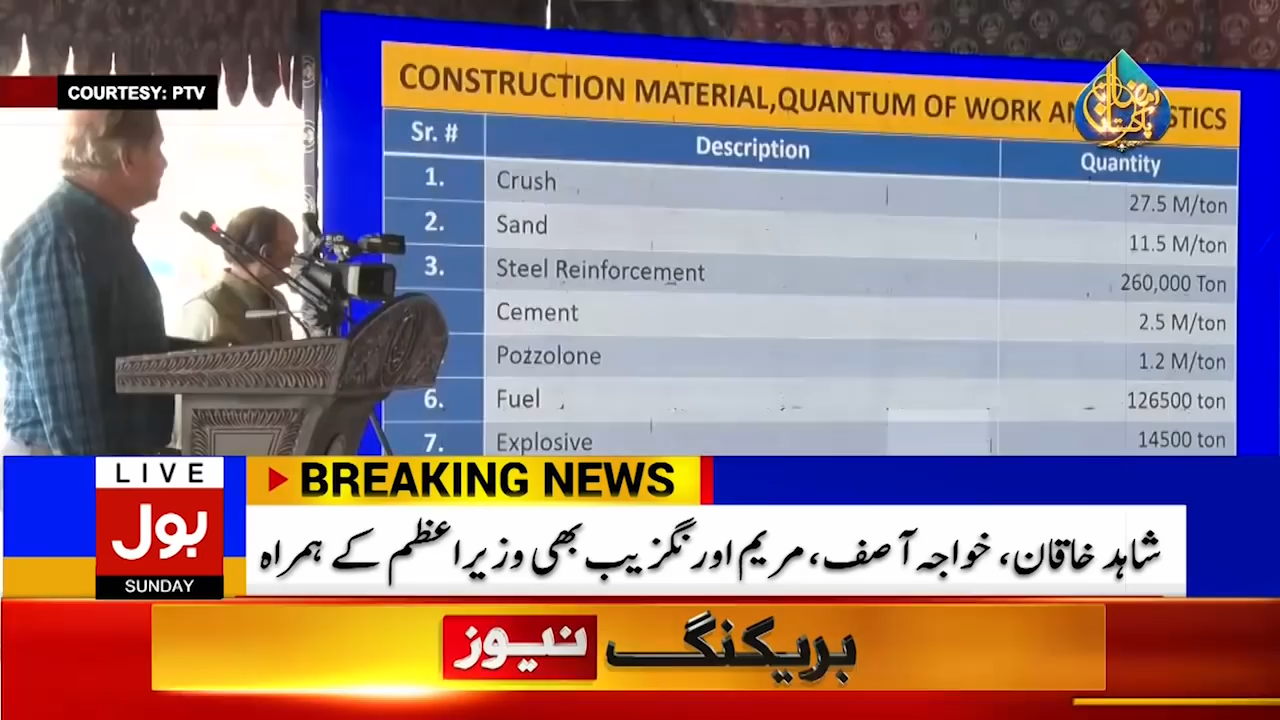 COURTESY: PTV
CONSTRUCTION MATERIAL,QUANTUM OF WORK
Sr. # Description Quantity
1. Crush 27.5 M/ton
2. Sand 11.5 M/ton
3. Steel Reinforcement 260,000 Ton
Cement 2.5 M/ton
Pozzolone 1.2 M/ton
6. Fuel 126500 ton
7. Explosive 14500 ton
LIVE
بول
SUNDAY
BREAKING NEWS
شاہد خاقان، خواجہ آصف، مریم اورنگزیب بھی وزیراعظم کے ہمراہ
بریکنگ نیوز